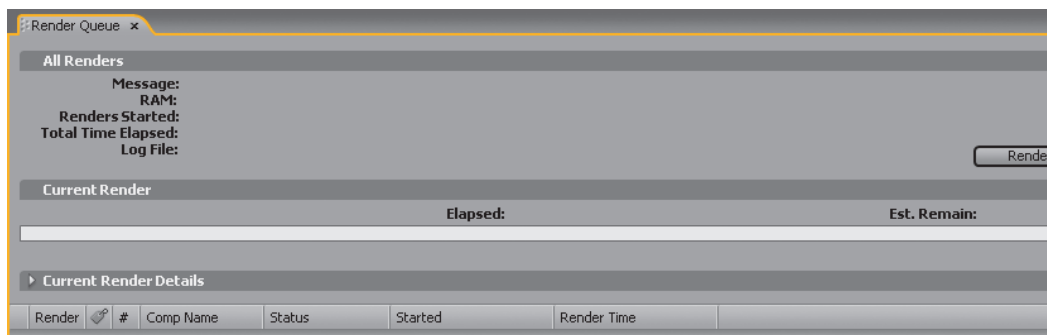 Render Queue
All Renders
Message:
RAM:
Renders Started:
Total Time Elapsed:
Log File:
Current Render
Elapsed: Est. Remain:
Current Render Details
Render # Comp Name Status Started Render Time